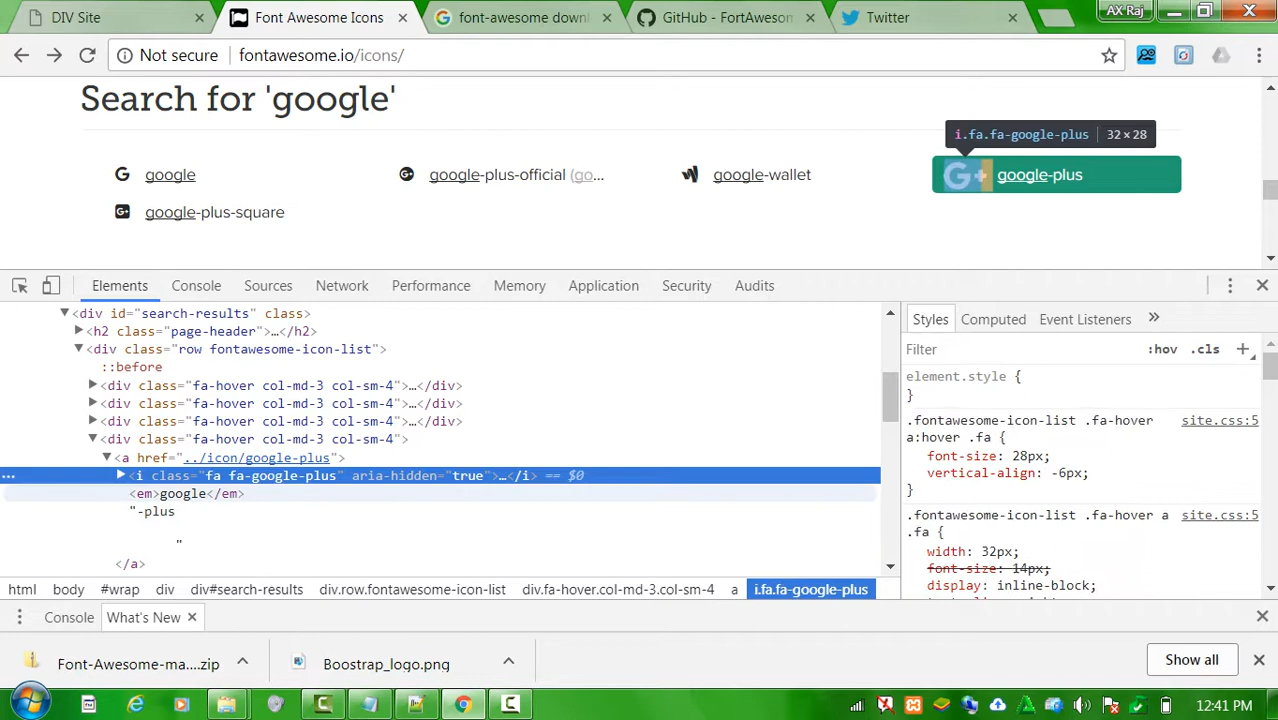 DIV Site
Font Awesome Icons
font-awesome downl
GitHub - FortAwesom
Twitter
AX Raj
Not secure
fontawesome.io/icons/
Search for 'google'
i.fa.fa-google-plus 32×28
google
google-plus-official (go...
google-wallet
google-plus
google-plus-square
Elements
Console
Sources
Network
Performance
Memory
Application
Security
Audits
<div id="search-results" class>
<h2 class="page-header">…</h2>
<div class="row fontawesome-icon-list">
::before
<div class="fa-hover col-md-3 col-sm-4">…</div>
<div class="fa-hover col-md-3 col-sm-4">…</div>
<div class="fa-hover col-md-3 col-sm-4">…</div>
<div class="fa-hover col-md-3 col-sm-4">
<a href="../icon/google-plus">
<i class="fa fa-google-plus" aria-hidden="true">…</i> == $0
<em>google</em>
"-plus
"
</a>
Styles
Computed
Event Listeners
Filter
:hov
.cls
element.style {
}
.fontawesome-icon-list .fa-hover site.css:5
a:hover .fa {
font-size: 28px;
vertical-align: -6px;
}
.fontawesome-icon-list .fa-hover a site.css:5
.fa {
width: 32px;
font-size: 14px;
display: inline-block;
html
body
#wrap
div
div#search-results
div.row.fontawesome-icon-list
div.fa-hover.col-md-3.col-sm-4
a
i.fa.fa-google-plus
Console
What's New
Font-Awesome-ma....zip
Boostrap_logo.png
Show all
12:41 PM